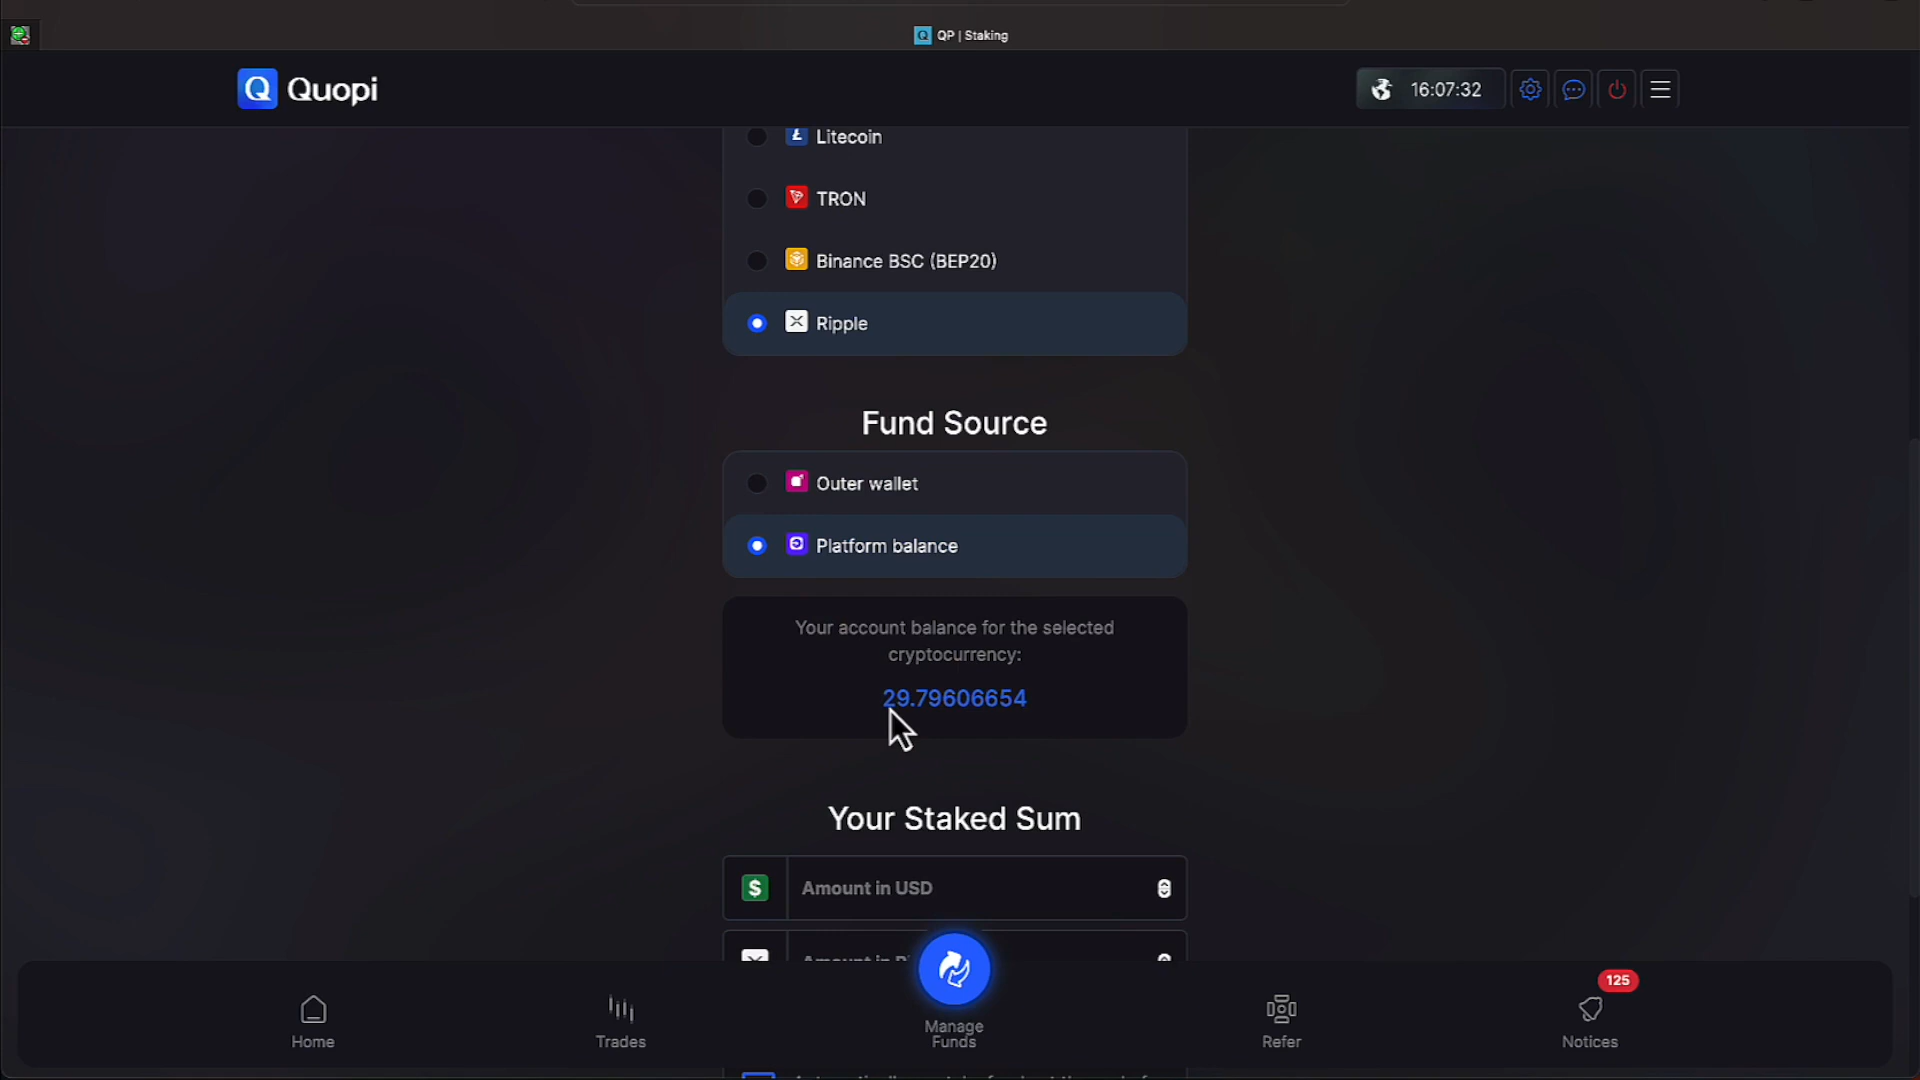 QP | Staking
Quopi
16:07:32
Litecoin
TRON
Binance BSC (BEP20)
Ripple
Fund Source
Outer wallet
Platform balance
Your account balance for the selected
cryptocurrency:
29.79606654
Your Staked Sum
Amount in USD
Amount in
125
Home
Trades
Manage
Funds
Refer
Notices